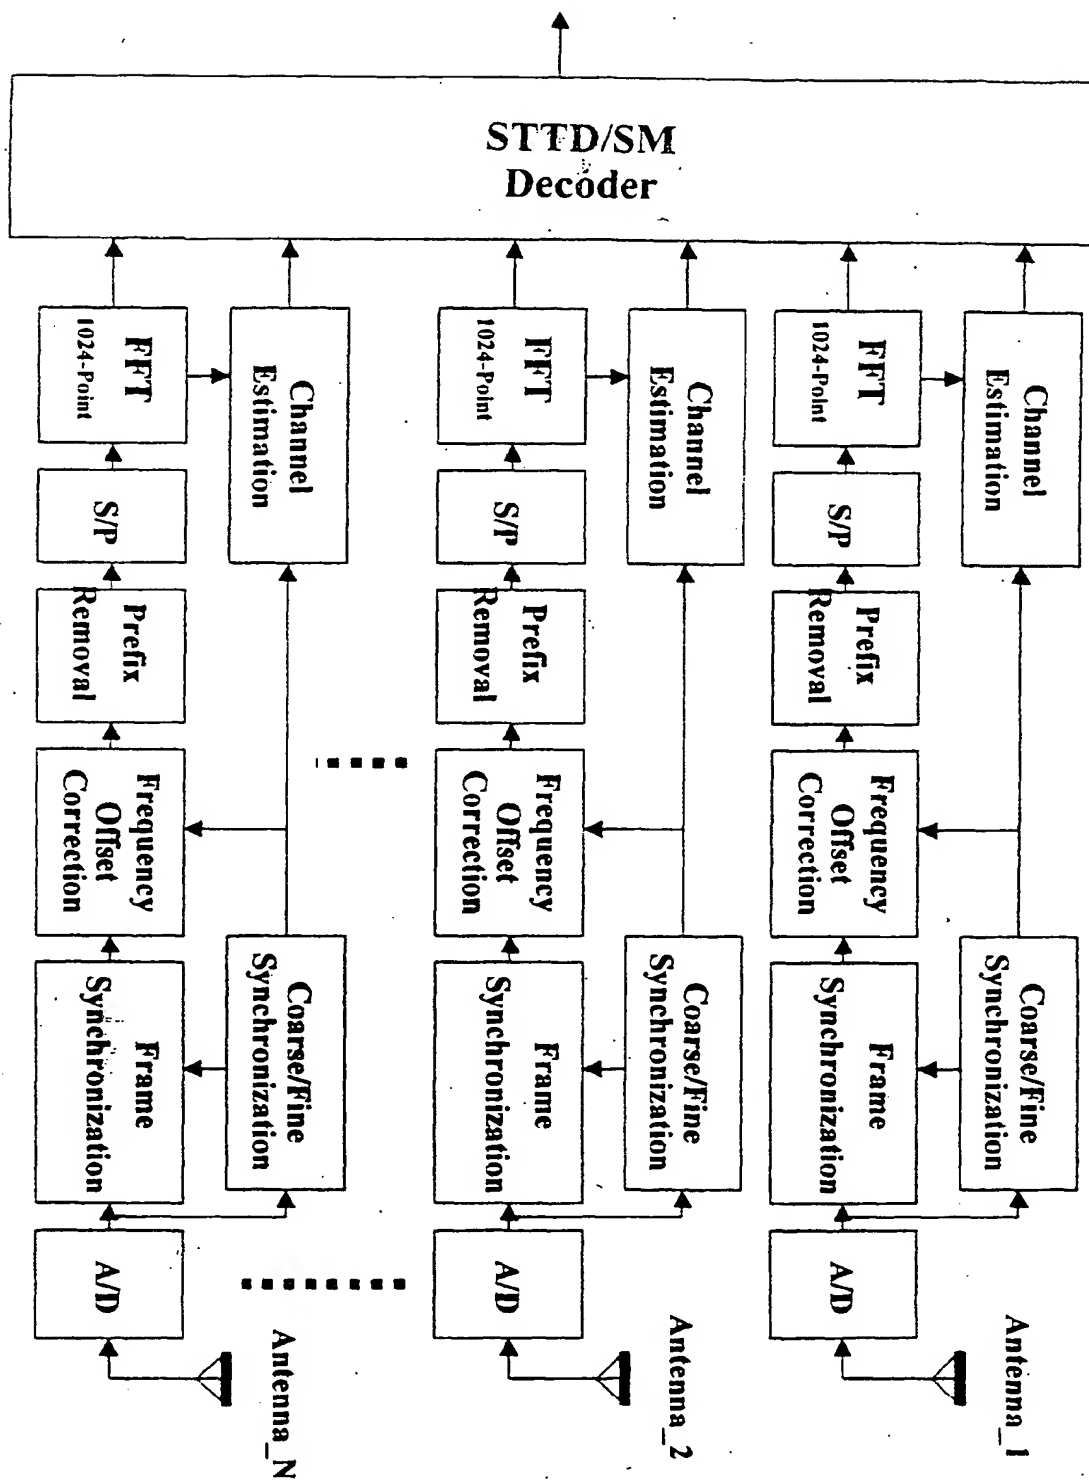 STTD/SM
Decoder
Channel
Estimation
Coarse/Fine
Synchronization
Antenna_1
FFT
1024-Point
S/P
Prefix
Removal
Frequency
Offset
Correction
Frame
Synchronization
A/D
Channel
Estimation
Coarse/Fine
Synchronization
Antenna_2
FFT
1024-Point
S/P
Prefix
Removal
Frequency
Offset
Correction
Frame
Synchronization
A/D
Channel
Estimation
Coarse/Fine
Synchronization
Antenna_N
FFT
1024-Point
S/P
Prefix
Removal
Frequency
Offset
Correction
Frame
Synchronization
A/D